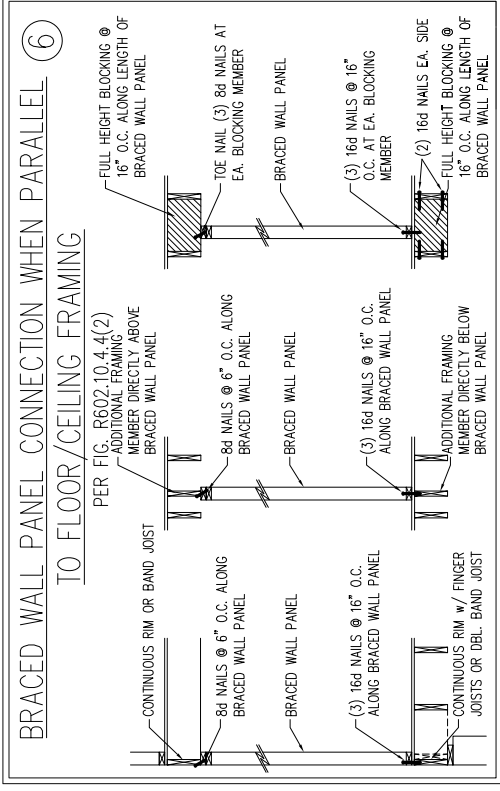 BRACED WALL PANEL CONNECTION WHEN PARALLEL
TO FLOOR/CEILING FRAMING
6
PER FIG. R602.10.4.4(2)
CONTINUOUS RIM OR BAND JOIST
8d NAILS @ 6" O.C. ALONG
BRACED WALL PANEL
BRACED WALL PANEL
(3) 16d NAILS @ 16" O.C.
ALONG BRACED WALL PANEL
CONTINUOUS RIM w/ FINGER
JOISTS OR DBL. BAND JOIST
ADDITIONAL FRAMING
MEMBER DIRECTLY ABOVE
BRACED WALL PANEL
8d NAILS @ 6" O.C. ALONG
BRACED WALL PANEL
BRACED WALL PANEL
(3) 16d NAILS @ 16" O.C.
ALONG BRACED WALL PANEL
ADDITIONAL FRAMING
MEMBER DIRECTLY BELOW
BRACED WALL PANEL
FULL HEIGHT BLOCKING @
16" O.C. ALONG LENGTH OF
BRACED WALL PANEL
TOE NAIL (3) 8d NAILS AT
EA. BLOCKING MEMBER
BRACED WALL PANEL
(3) 16d NAILS @ 16"
O.C. AT EA. BLOCKING
MEMBER
(2) 16d NAILS EA. SIDE
FULL HEIGHT BLOCKING @
16" O.C. ALONG LENGTH OF
BRACED WALL PANEL